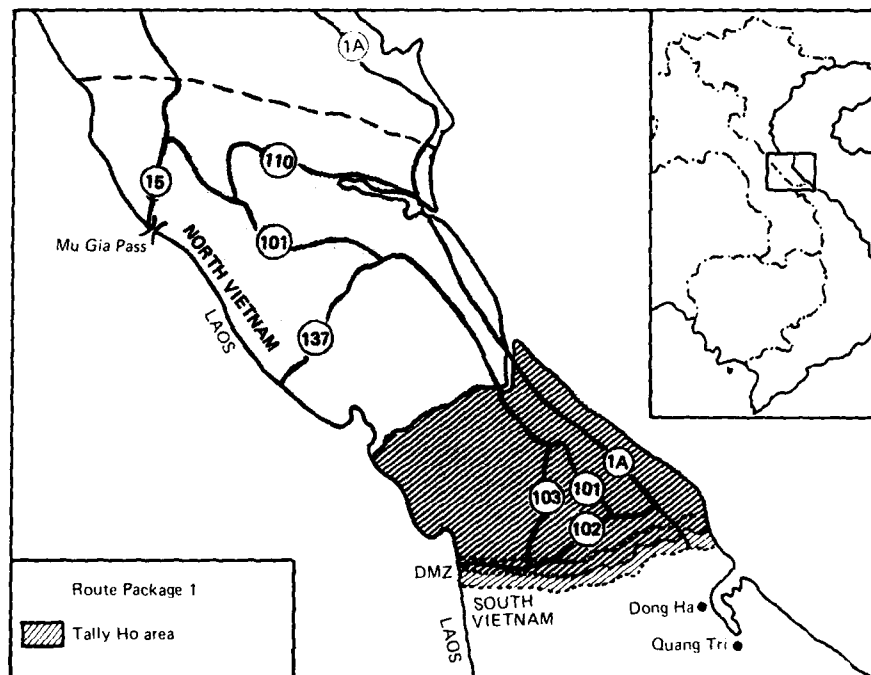 1A
110
15
Mu Gia Pass
101
NORTH VIETNAM
LAOS
137
1A
103
101
102
DMZ
SOUTH
VIETNAM
LAOS
Dong Ha
Quang Tri
Route Package 1
Tally Ho area